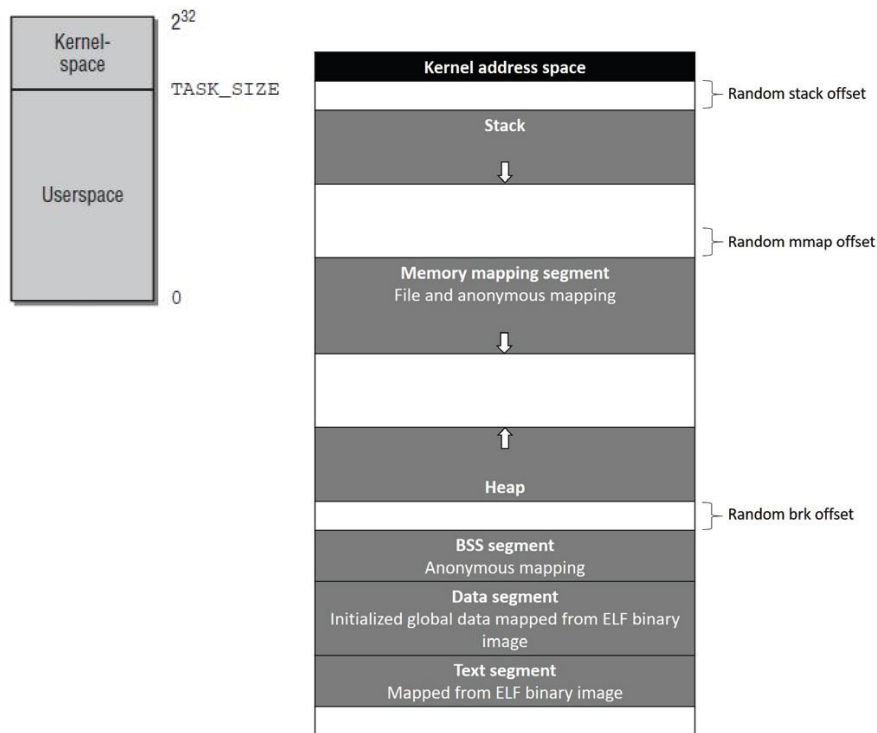 2³²
Kernel-
space
TASK_SIZE
Userspace
0
Kernel address space
Random stack offset
Stack
Random mmap offset
Memory mapping segment
File and anonymous mapping
Heap
Random brk offset
BSS segment
Anonymous mapping
Data segment
Initialized global data mapped from ELF binary
image
Text segment
Mapped from ELF binary image